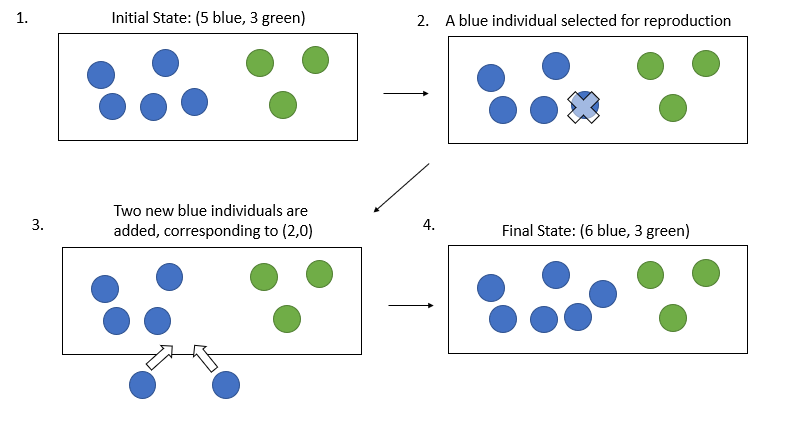 1. Initial State: (5 blue, 3 green)
2. A blue individual selected for reproduction
3. Two new blue individuals are
added, corresponding to (2,0)
4. Final State: (6 blue, 3 green)